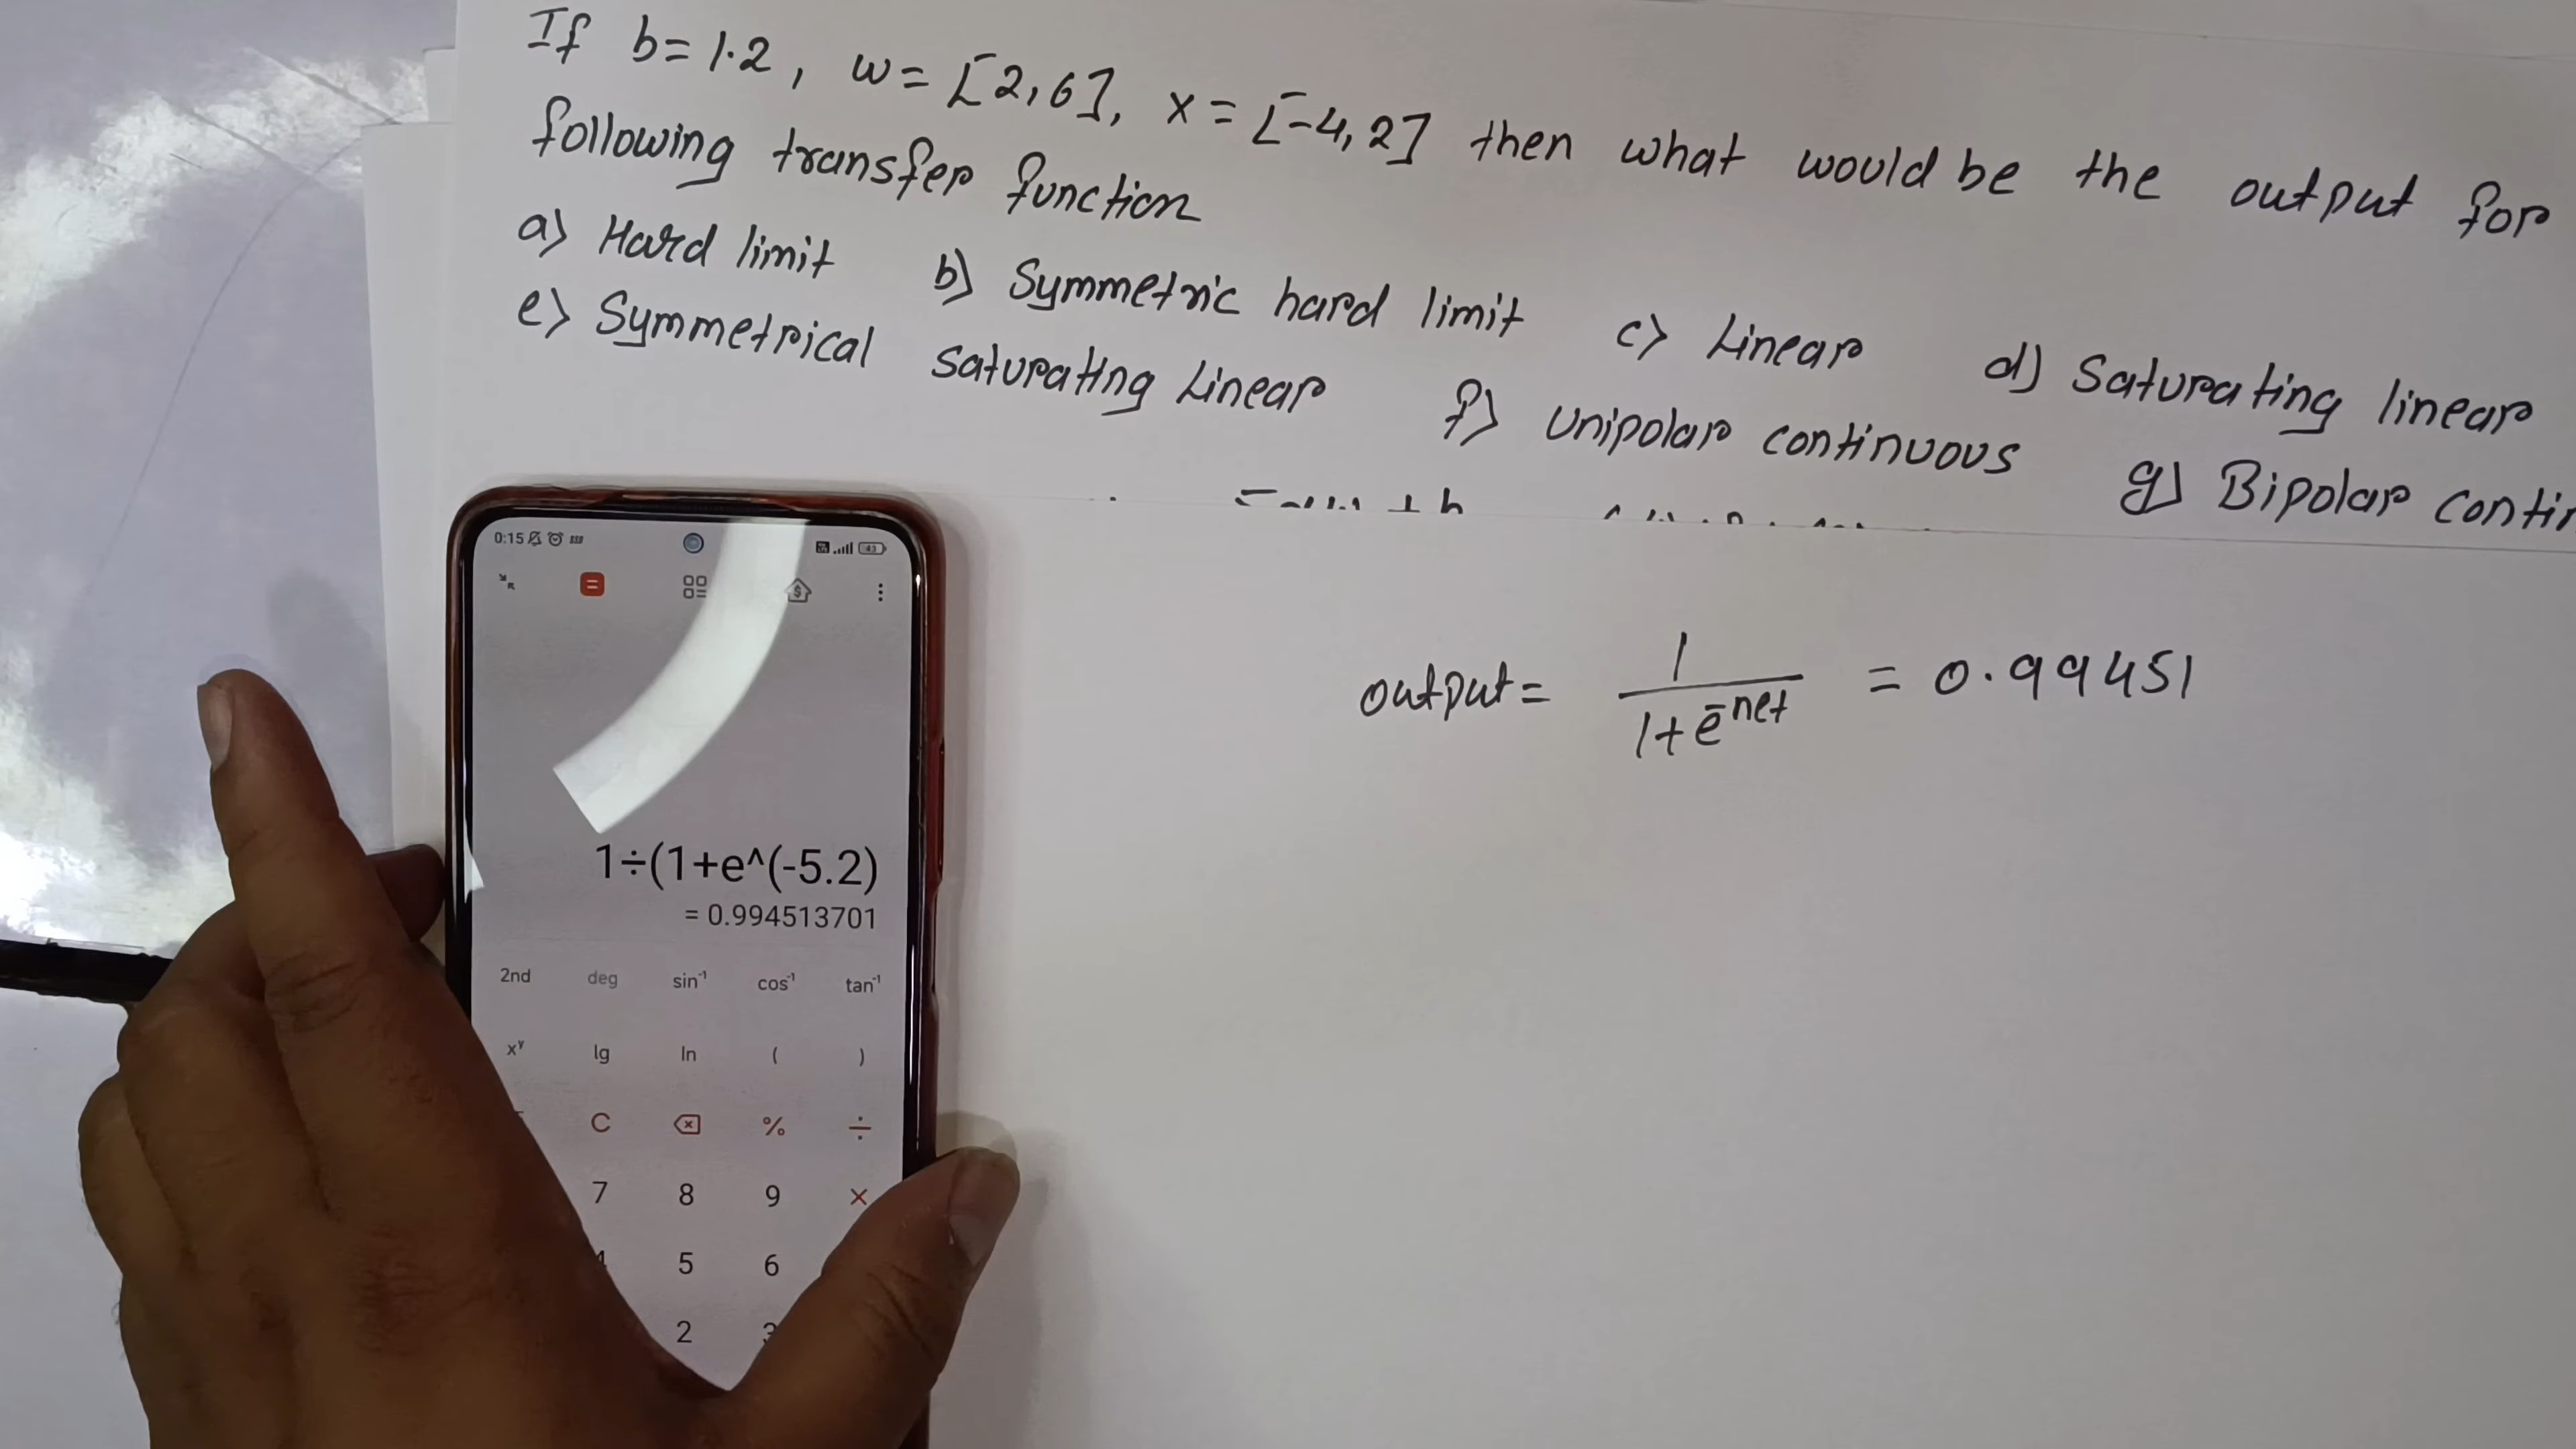 If b=1.2, w=[2,6], x=[-4,2] then what would be the output for
following transfer function
a) Hard limit b) Symmetric hard limit c) Linear d) Saturating linear
e) Symmetrical saturating Linear f) Unipolar continuous g) Bipolar contin
output = 1/(1+e^-net) = 0.99451
0:15 43
1÷(1+e^(-5.2)
= 0.994513701
2nd deg sin⁻¹ cos⁻¹ tan⁻¹
xʸ lg ln ( )
C % ÷
7 8 9 ×
4 5 6
2 3